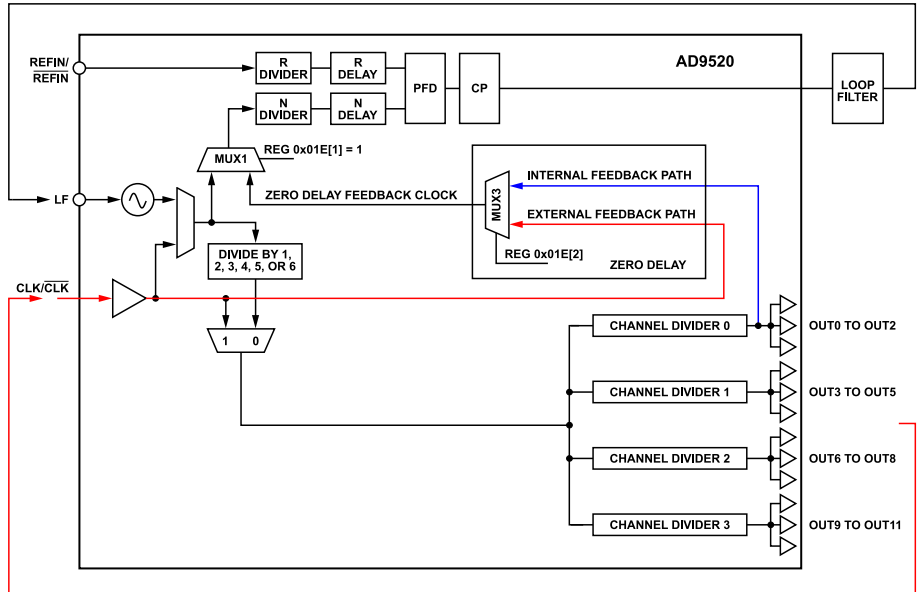 REFIN/
REFIN
R
DIVIDER
R
DELAY
N
DIVIDER
N
DELAY
PFD
CP
AD9520
LOOP
FILTER
MUX1
REG 0x01E[1] = 1
LF
ZERO DELAY FEEDBACK CLOCK
MUX3
INTERNAL FEEDBACK PATH
EXTERNAL FEEDBACK PATH
REG 0x01E[2]
ZERO DELAY
DIVIDE BY 1,
2, 3, 4, 5, OR 6
CLK/CLK
1 0
CHANNEL DIVIDER 0
OUT0 TO OUT2
CHANNEL DIVIDER 1
OUT3 TO OUT5
CHANNEL DIVIDER 2
OUT6 TO OUT8
CHANNEL DIVIDER 3
OUT9 TO OUT11